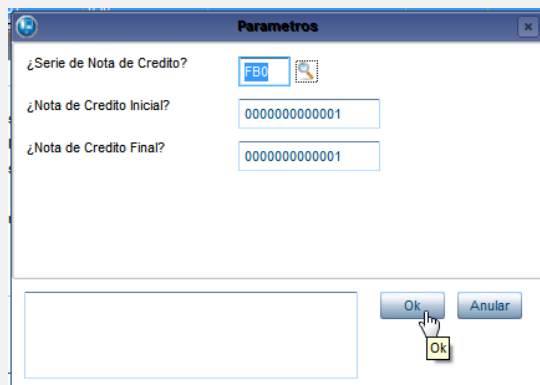 Parametros
¿Serie de Nota de Credito?
FB0
¿Nota de Credito Inicial?
0000000000001
¿Nota de Credito Final?
0000000000001
Ok
Anular
Ok